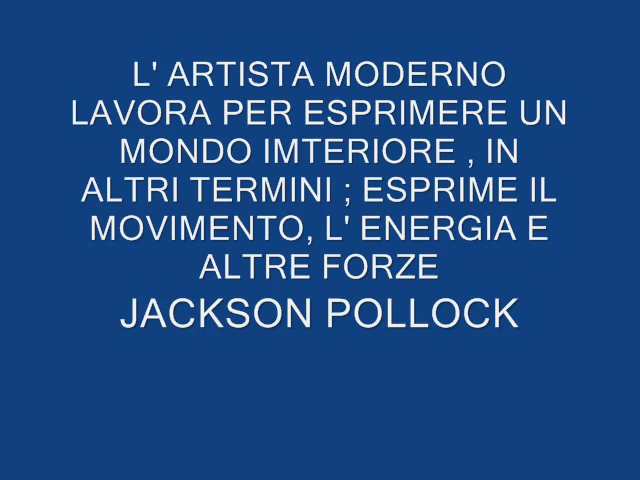 L' ARTISTA MODERNO
LAVORA PER ESPRIMERE UN
MONDO IMTERIORE , IN
ALTRI TERMINI ; ESPRIME IL
MOVIMENTO, L' ENERGIA E
ALTRE FORZE
JACKSON POLLOCK